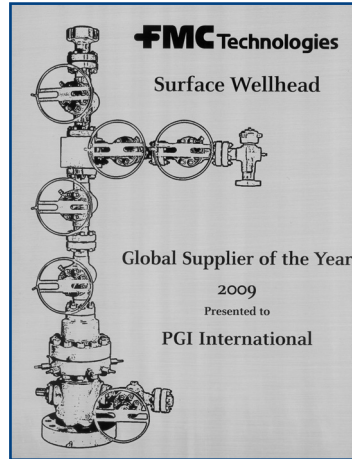 FMC Technologies
Surface Wellhead
Global Supplier of the Year
2009
Presented to
PGI International